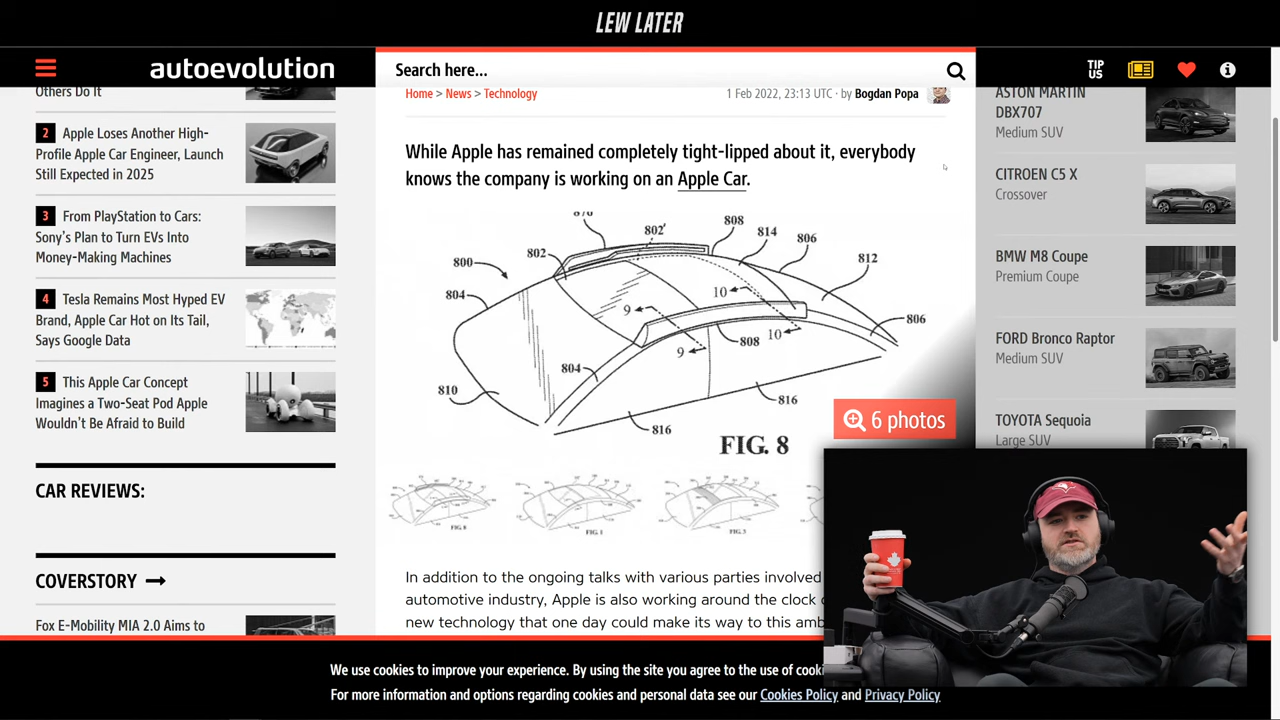 LEW LATER
autoevolution
Search here...
TIP
US
Others Do It
2 Apple Loses Another High-
Profile Apple Car Engineer, Launch
Still Expected in 2025
3 From PlayStation to Cars:
Sony's Plan to Turn EVs Into
Money-Making Machines
4 Tesla Remains Most Hyped EV
Brand, Apple Car Hot on Its Tail,
Says Google Data
5 This Apple Car Concept
Imagines a Two-Seat Pod Apple
Wouldn't Be Afraid to Build
CAR REVIEWS:
COVERSTORY
Fox E-Mobility MIA 2.0 Aims to
Home > News > Technology
1 Feb 2022, 23:13 UTC · by Bogdan Popa
While Apple has remained completely tight-lipped about it, everybody
knows the company is working on an Apple Car.
802'
808
814
806
802
812
800
804
9
10
806
10
808
9
804
810
816
816
FIG. 8
6 photos
FIG. 8
FIG. 1
FIG. 3
In addition to the ongoing talks with various parties involved
automotive industry, Apple is also working around the clock
new technology that one day could make its way to this
ASTON MARTIN
DBX707
Medium SUV
CITROEN C5 X
Crossover
BMW M8 Coupe
Premium Coupe
FORD Bronco Raptor
Medium SUV
TOYOTA Sequoia
Large SUV
We use cookies to improve your experience. By using the site you agree to the use of
For more information and options regarding cookies and personal data see our Cookies Policy and Privacy Policy